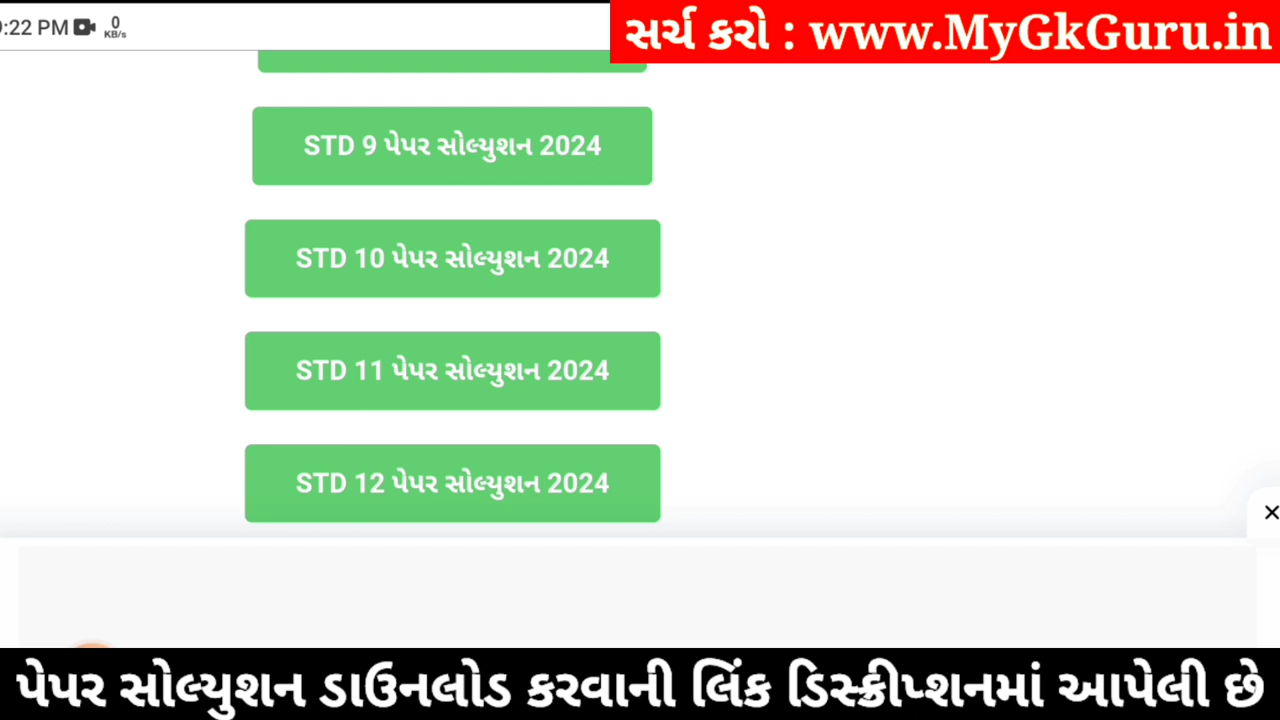 :22 PM 0 KB/s
સર્ચ કરો : www.MyGkGuru.in
STD 9 પેપર સોલ્યુશન 2024
STD 10 પેપર સોલ્યુશન 2024
STD 11 પેપર સોલ્યુશન 2024
STD 12 પેપર સોલ્યુશન 2024
પેપર સોલ્યુશન ડાઉનલોડ કરવાની લિંક ડિસ્ક્રીપ્શનમાં આપેલી છે